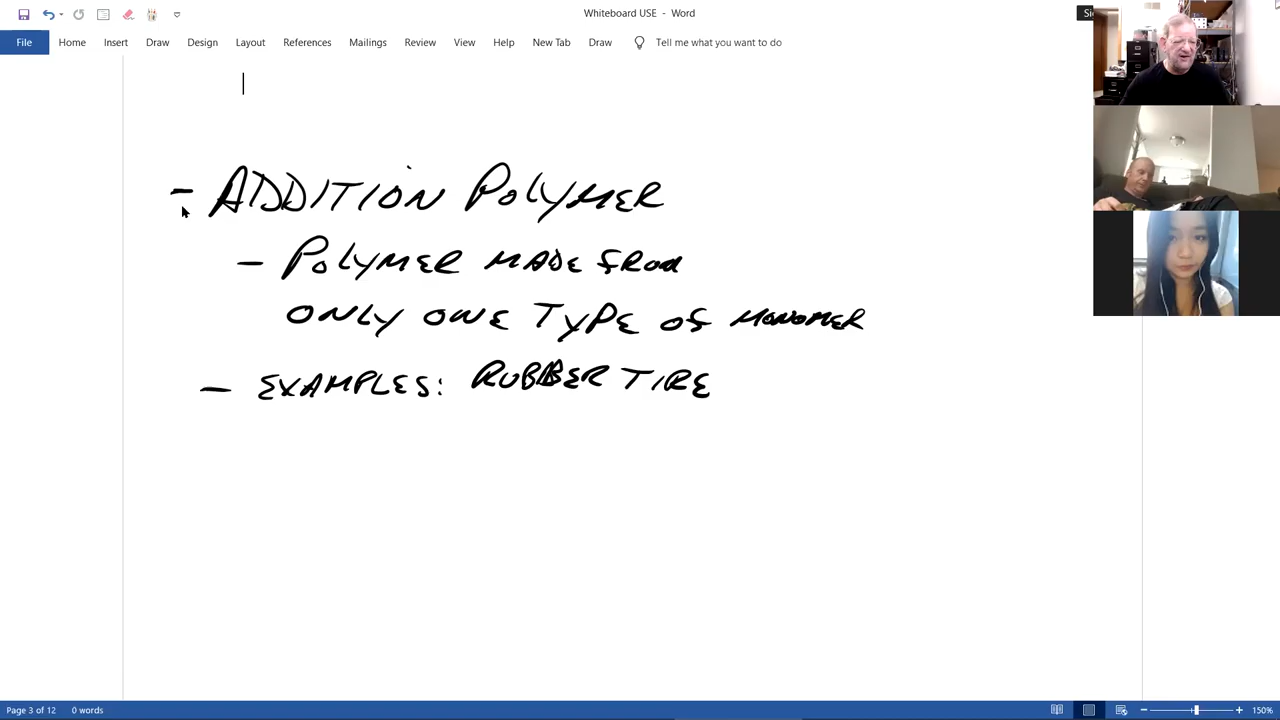 Whiteboard USE - Word
Si
File Home Insert Draw Design Layout References Mailings Review View Help New Tab Draw Tell me what you want to do
- ADDITION POLYMER
- POLYMER MADE FROM
ONLY ONE TYPE OF MONOMER
- EXAMPLES: RUBBER TIRE
Page 3 of 12 0 words 150%